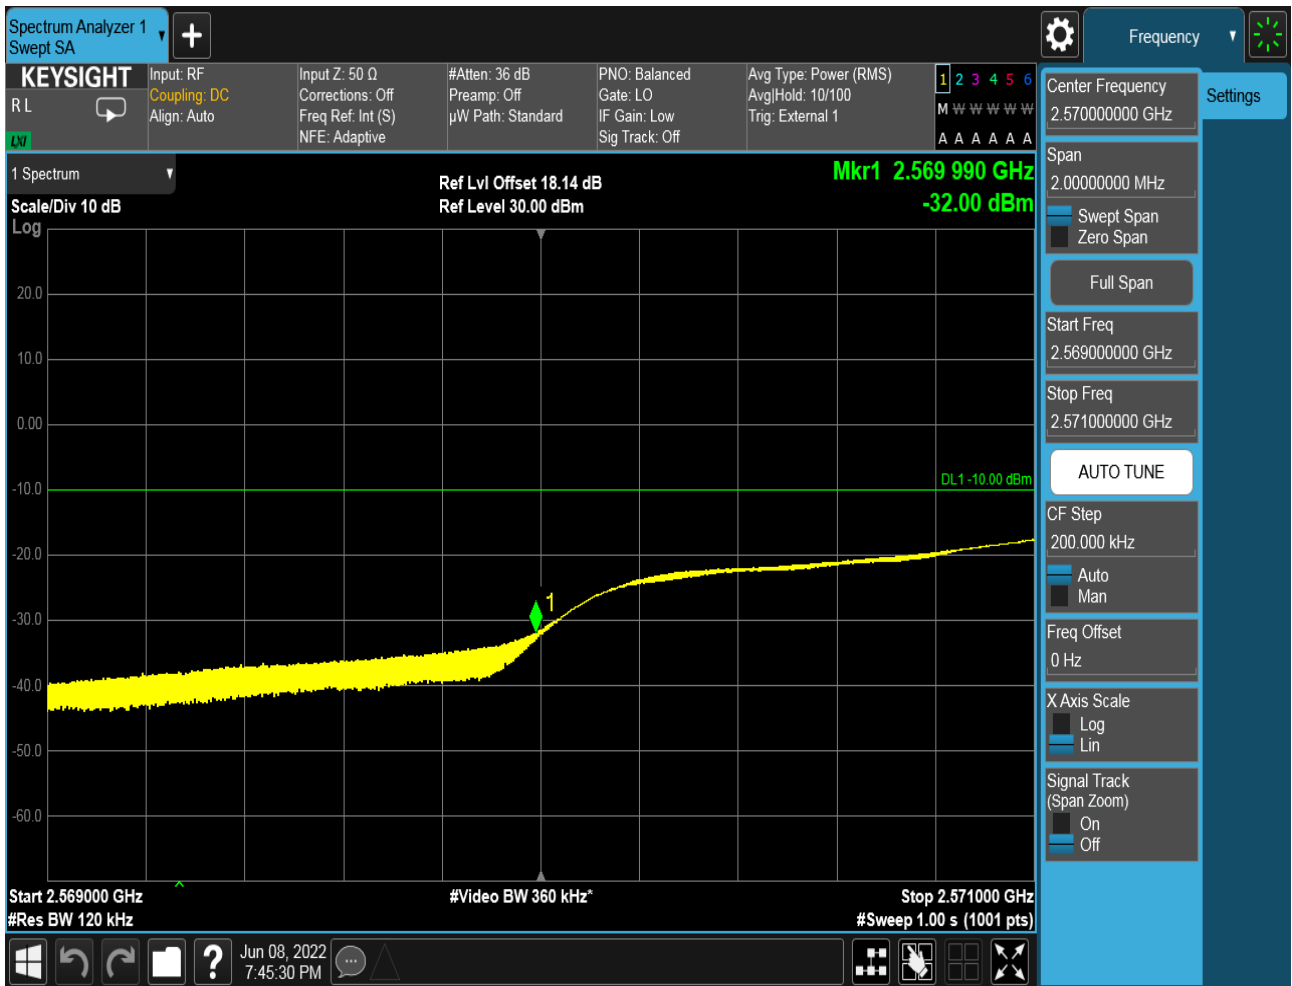 Spectrum Analyzer 1
Swept SA
Frequency
KEYSIGHT
R L
LXI
Input: RF
Coupling: DC
Align: Auto
Input Z: 50 Ω
Corrections: Off
Freq Ref: Int (S)
NFE: Adaptive
#Atten: 36 dB
Preamp: Off
µW Path: Standard
PNO: Balanced
Gate: LO
IF Gain: Low
Sig Track: Off
Avg Type: Power (RMS)
Avg|Hold: 10/100
Trig: External 1
1 2 3 4 5 6
M W W W W W
A A A A A A
1 Spectrum
Scale/Div 10 dB
Log
Ref Lvl Offset 18.14 dB
Ref Level 30.00 dBm
Mkr1 2.569 990 GHz
-32.00 dBm
20.0
10.0
0.00
-10.0
-20.0
-30.0
-40.0
-50.0
-60.0
DL1 -10.00 dBm
1
Start 2.569000 GHz
#Res BW 120 kHz
#Video BW 360 kHz*
Stop 2.571000 GHz
#Sweep 1.00 s (1001 pts)
Jun 08, 2022
7:45:30 PM
Center Frequency
2.570000000 GHz
Span
2.00000000 MHz
Swept Span
Zero Span
Full Span
Start Freq
2.569000000 GHz
Stop Freq
2.571000000 GHz
AUTO TUNE
CF Step
200.000 kHz
Auto
Man
Freq Offset
0 Hz
X Axis Scale
Log
Lin
Signal Track
(Span Zoom)
On
Off
Settings